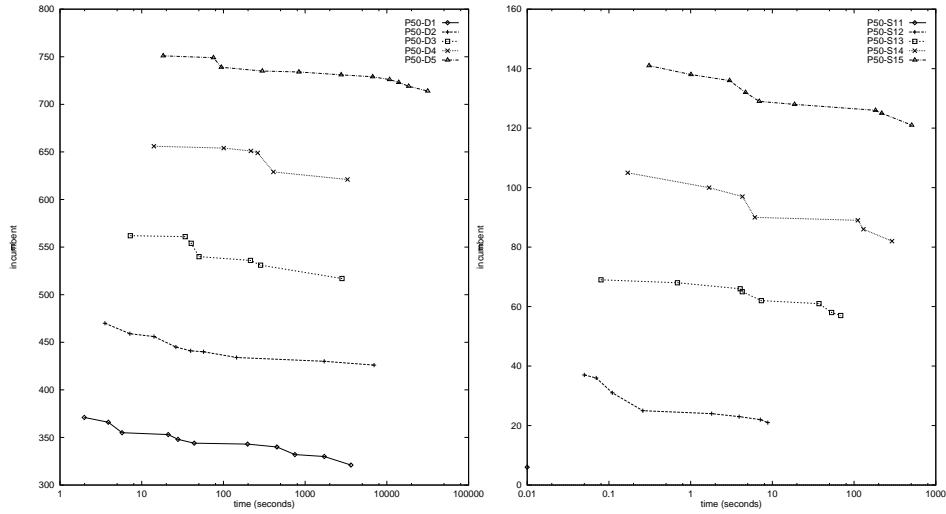 800
750
700
650
600
550
500
450
400
350
300
incumbent
1
10
100
1000
10000
100000
time (seconds)
P50-D1
P50-D2
P50-D3
P50-D4
P50-D5
160
140
120
100
80
60
40
20
0
incumbent
0.01
0.1
1
10
100
1000
time (seconds)
P50-S11
P50-S12
P50-S13
P50-S14
P50-S15